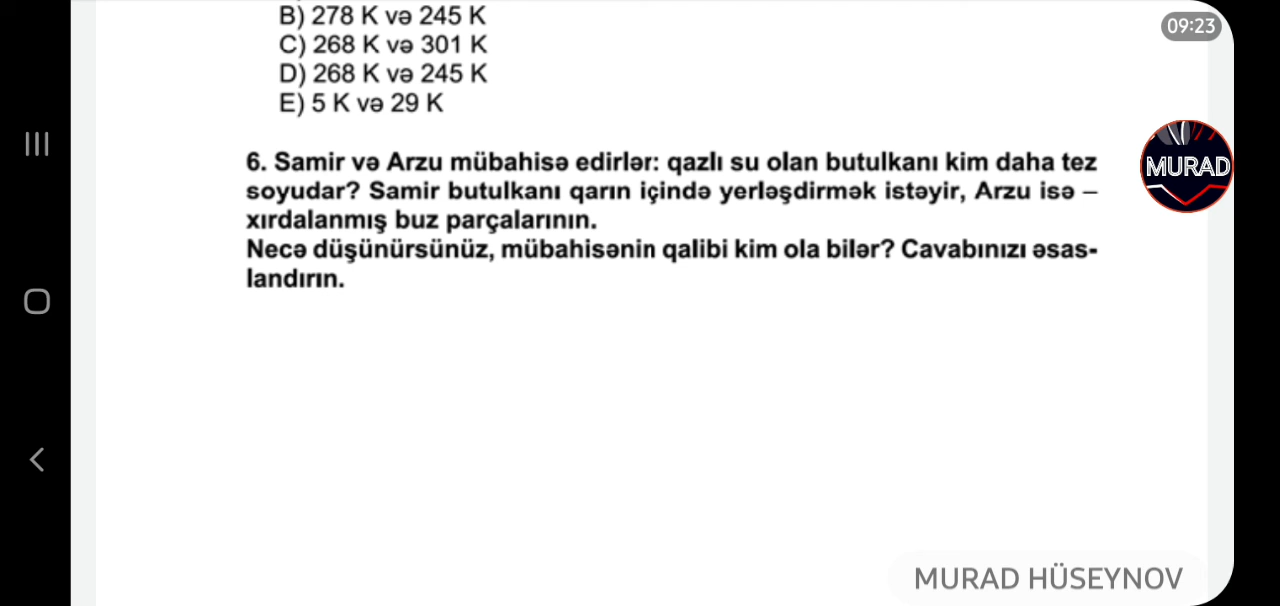 B) 278 K və 245 K
09:23
C) 268 K və 301 K
D) 268 K və 245 K
E) 5 K və 29 K
6. Samir və Arzu mübahisə edirlər: qazlı su olan butulkanı kim daha tez
soyudar? Samir butulkanı qarın içində yerləşdirmək istəyir, Arzu isə –
xırdalanmış buz parçalarının.
Necə düşünürsünüz, mübahisənin qalibi kim ola bilər? Cavabınızı əsas-
landırın.
MURAD
MURAD HÜSEYNOV